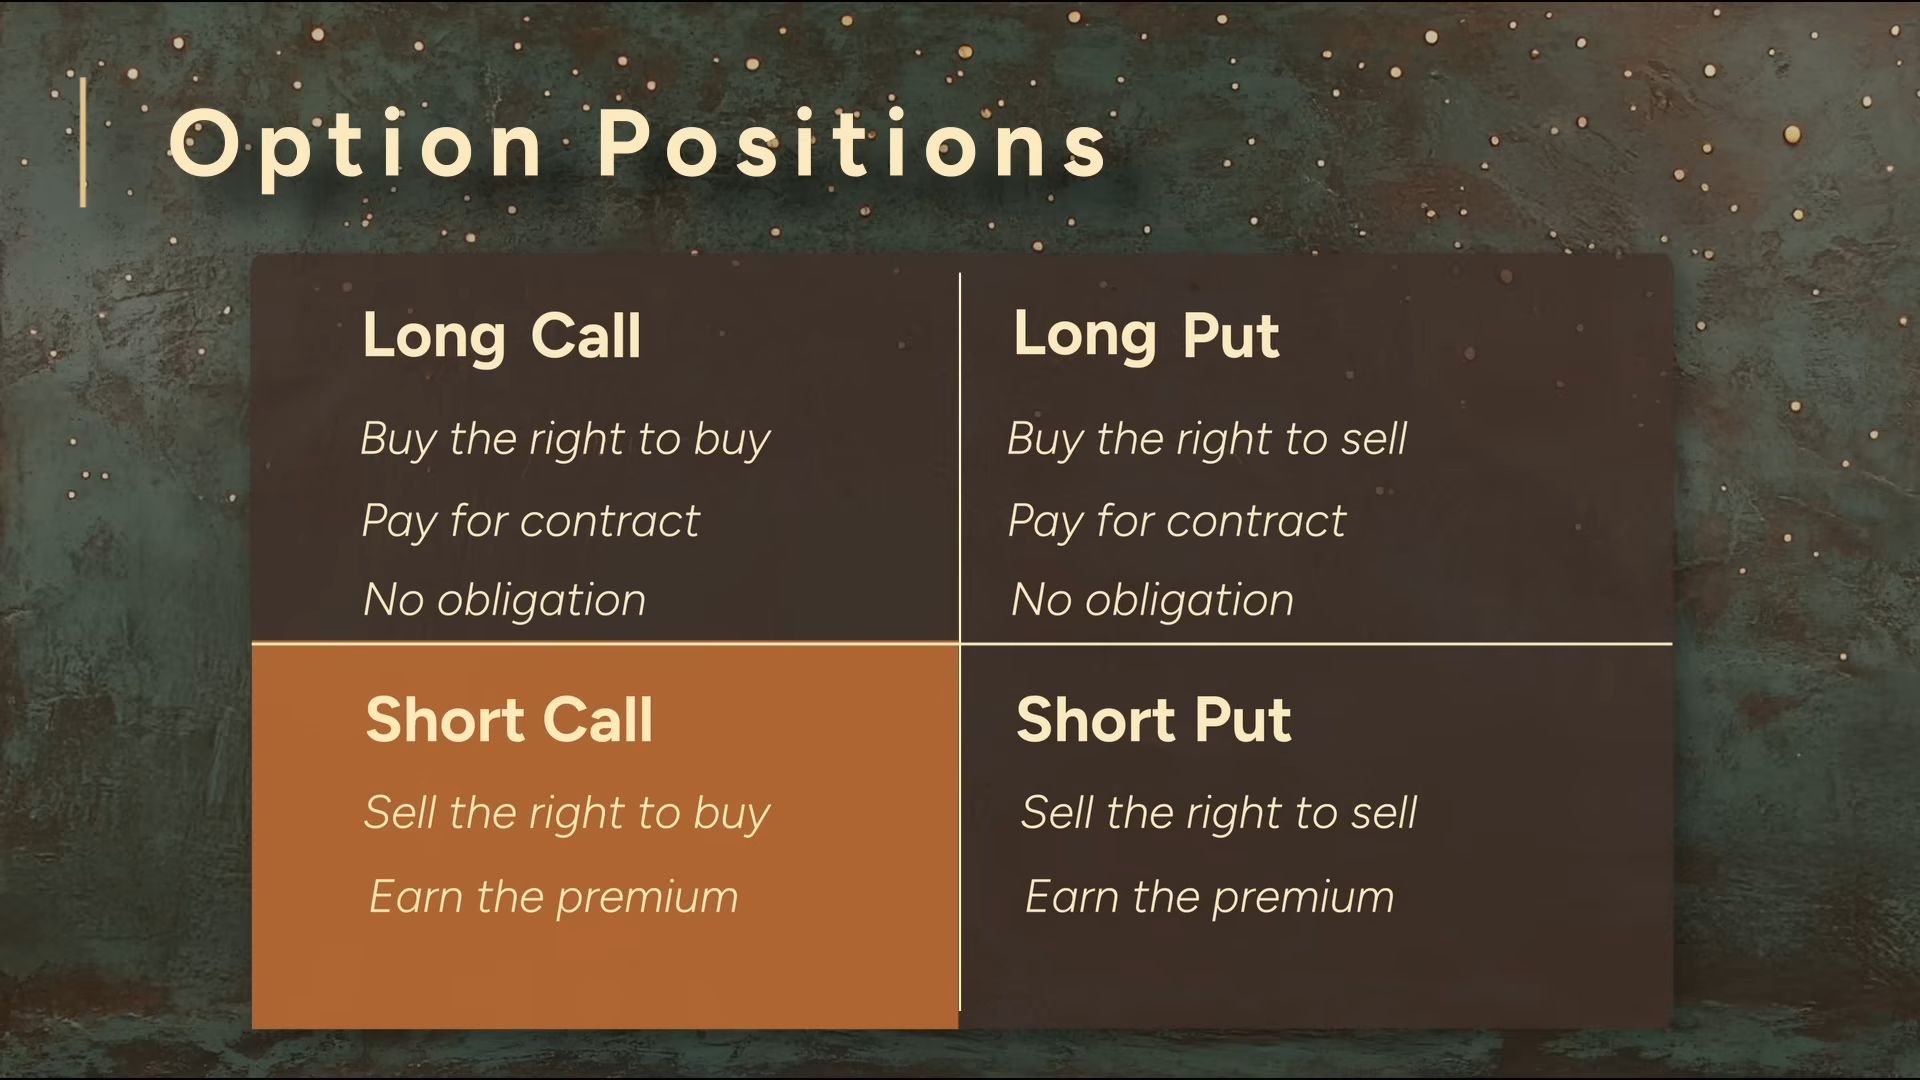 Option Positions
Long Call
Buy the right to buy
Pay for contract
No obligation
Long Put
Buy the right to sell
Pay for contract
No obligation
Short Call
Sell the right to buy
Earn the premium
Short Put
Sell the right to sell
Earn the premium